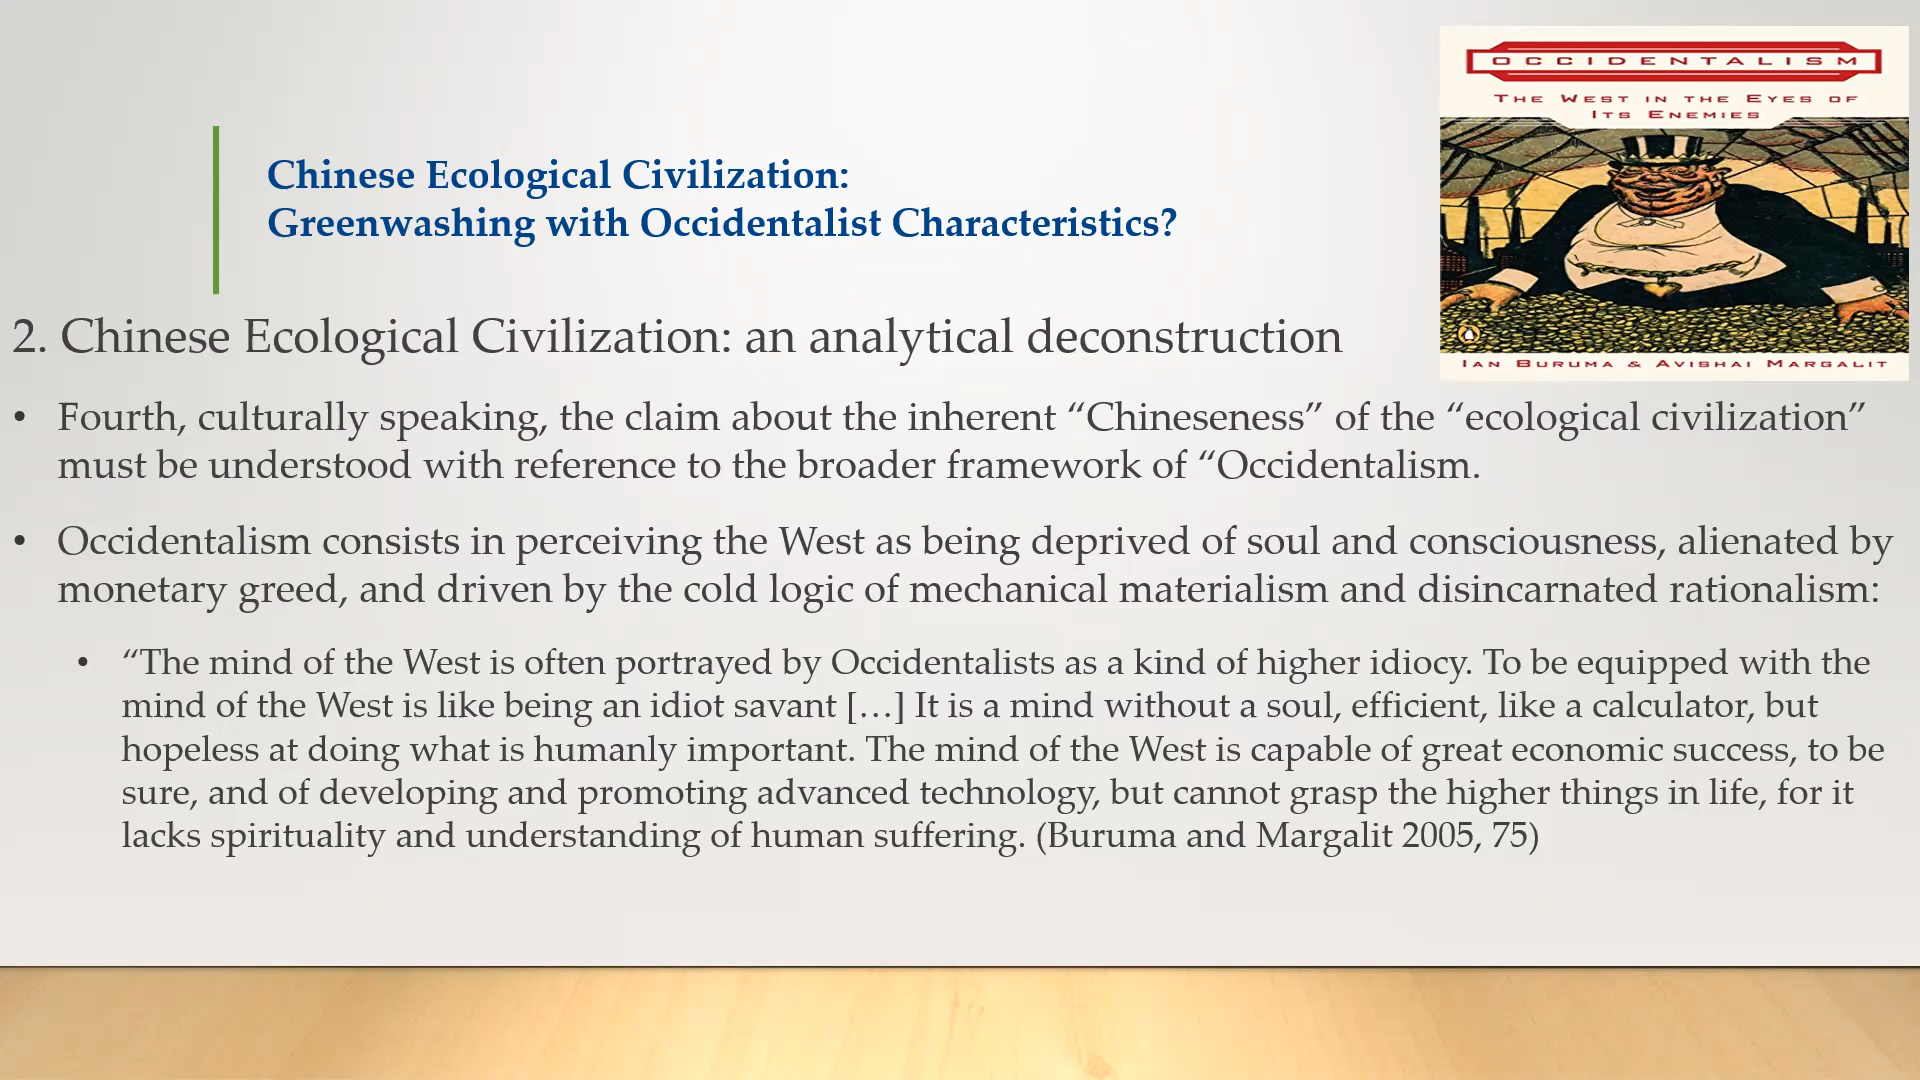 OCCIDENTALISM
THE WEST IN THE EYES OF
ITS ENEMIES
IAN BURUMA & AVISHAI MARGALIT
Chinese Ecological Civilization:
Greenwashing with Occidentalist Characteristics?
2. Chinese Ecological Civilization: an analytical deconstruction
• Fourth, culturally speaking, the claim about the inherent “Chineseness” of the “ecological civilization”
must be understood with reference to the broader framework of “Occidentalism.
• Occidentalism consists in perceiving the West as being deprived of soul and consciousness, alienated by
monetary greed, and driven by the cold logic of mechanical materialism and disincarnated rationalism:
• “The mind of the West is often portrayed by Occidentalists as a kind of higher idiocy. To be equipped with the
mind of the West is like being an idiot savant […] It is a mind without a soul, efficient, like a calculator, but
hopeless at doing what is humanly important. The mind of the West is capable of great economic success, to be
sure, and of developing and promoting advanced technology, but cannot grasp the higher things in life, for it
lacks spirituality and understanding of human suffering. (Buruma and Margalit 2005, 75)